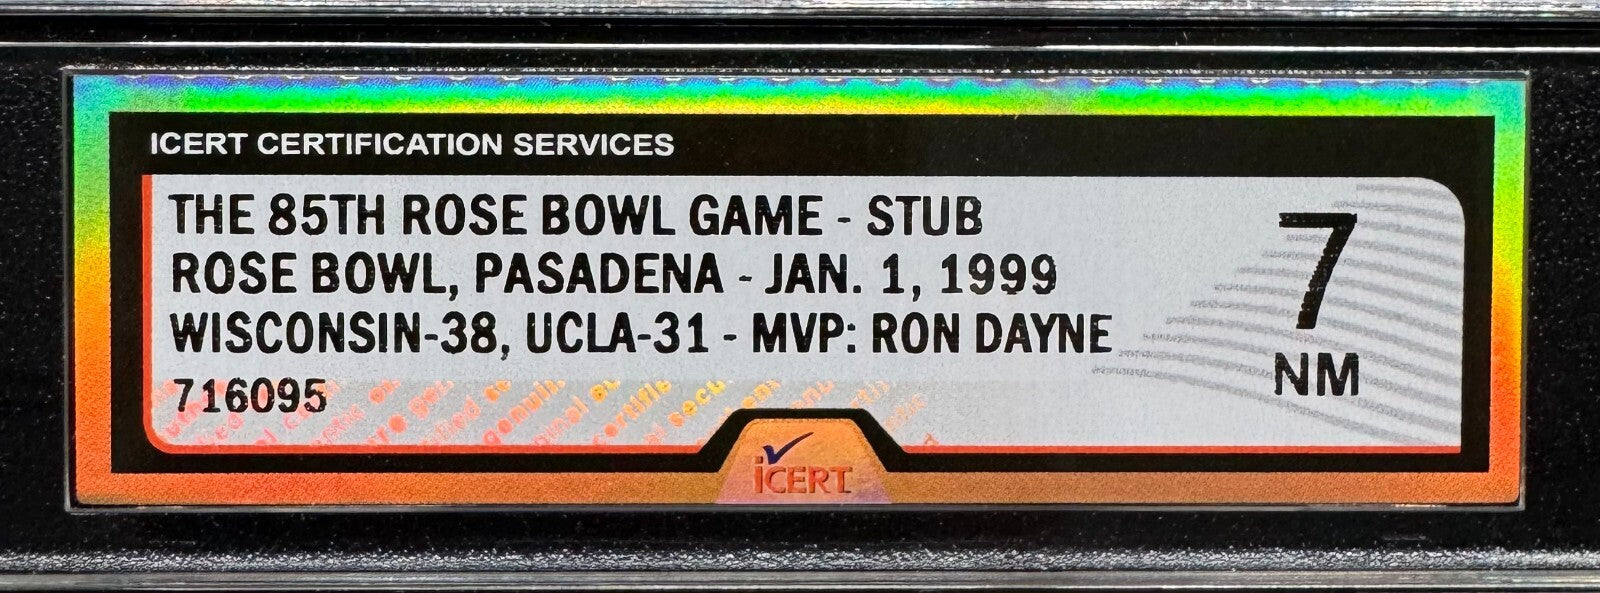 ICERT CERTIFICATION SERVICES
THE 85TH ROSE BOWL GAME - STUB
ROSE BOWL, PASADENA - JAN. 1, 1999
WISCONSIN-38, UCLA-31 - MVP: RON DAYNE
716095
7
NM
iCERT